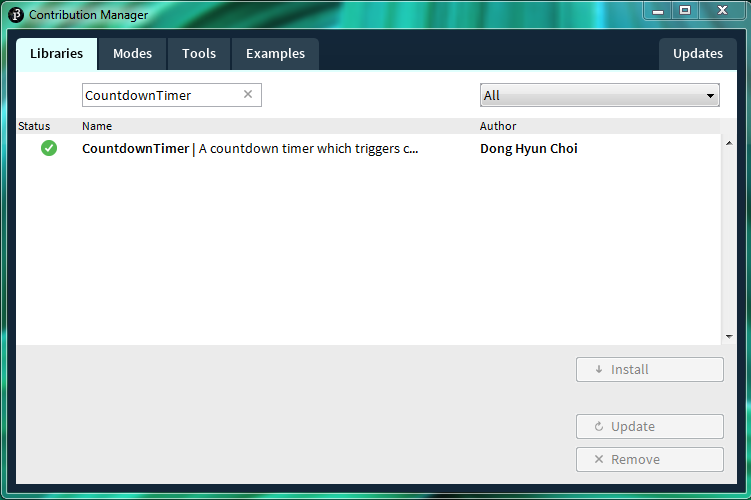 Contribution Manager
Libraries Modes Tools Examples Updates
CountdownTimer All
Status Name Author
CountdownTimer | A countdown timer which triggers c... Dong Hyun Choi
Install
Update
Remove